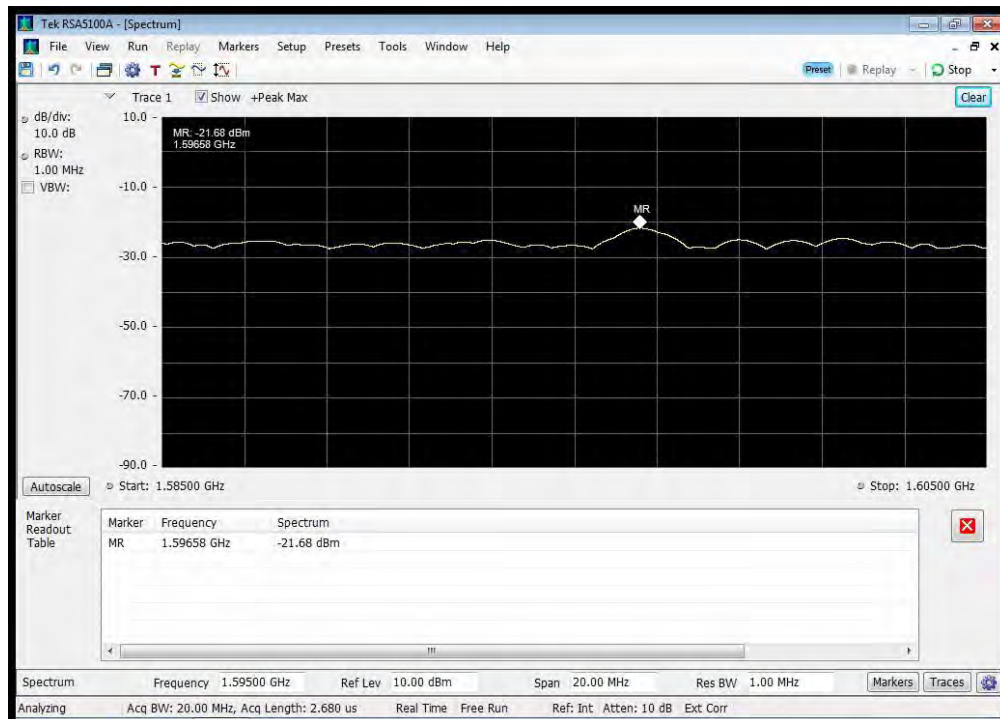 Tek RSA5100A - [Spectrum]
File View Run Replay Markers Setup Presets Tools Window Help
T Preset Replay Stop
Trace 1 Show +Peak Max Clear
dB/div: 10.0 -
10.0 dB
MR: -21.68 dBm
1.59658 GHz
RBW:
1.00 MHz
VBW: -10.0 -
MR
-30.0 -
-50.0 -
-70.0 -
-90.0 -
Autoscale Start: 1.58500 GHz Stop: 1.60500 GHz
Marker
Readout
Table
Marker Frequency Spectrum
MR 1.59658 GHz -21.68 dBm
Spectrum Frequency 1.59500 GHz Ref Lev 10.00 dBm Span 20.00 MHz Res BW 1.00 MHz Markers Traces
Analyzing Acq BW: 20.00 MHz, Acq Length: 2.680 us Real Time Free Run Ref: Int Atten: 10 dB Ext Corr